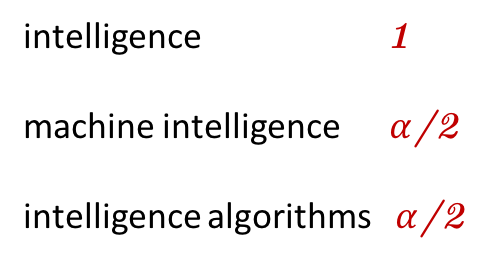 intelligence 1
machine intelligence α/2
intelligence algorithms α/2